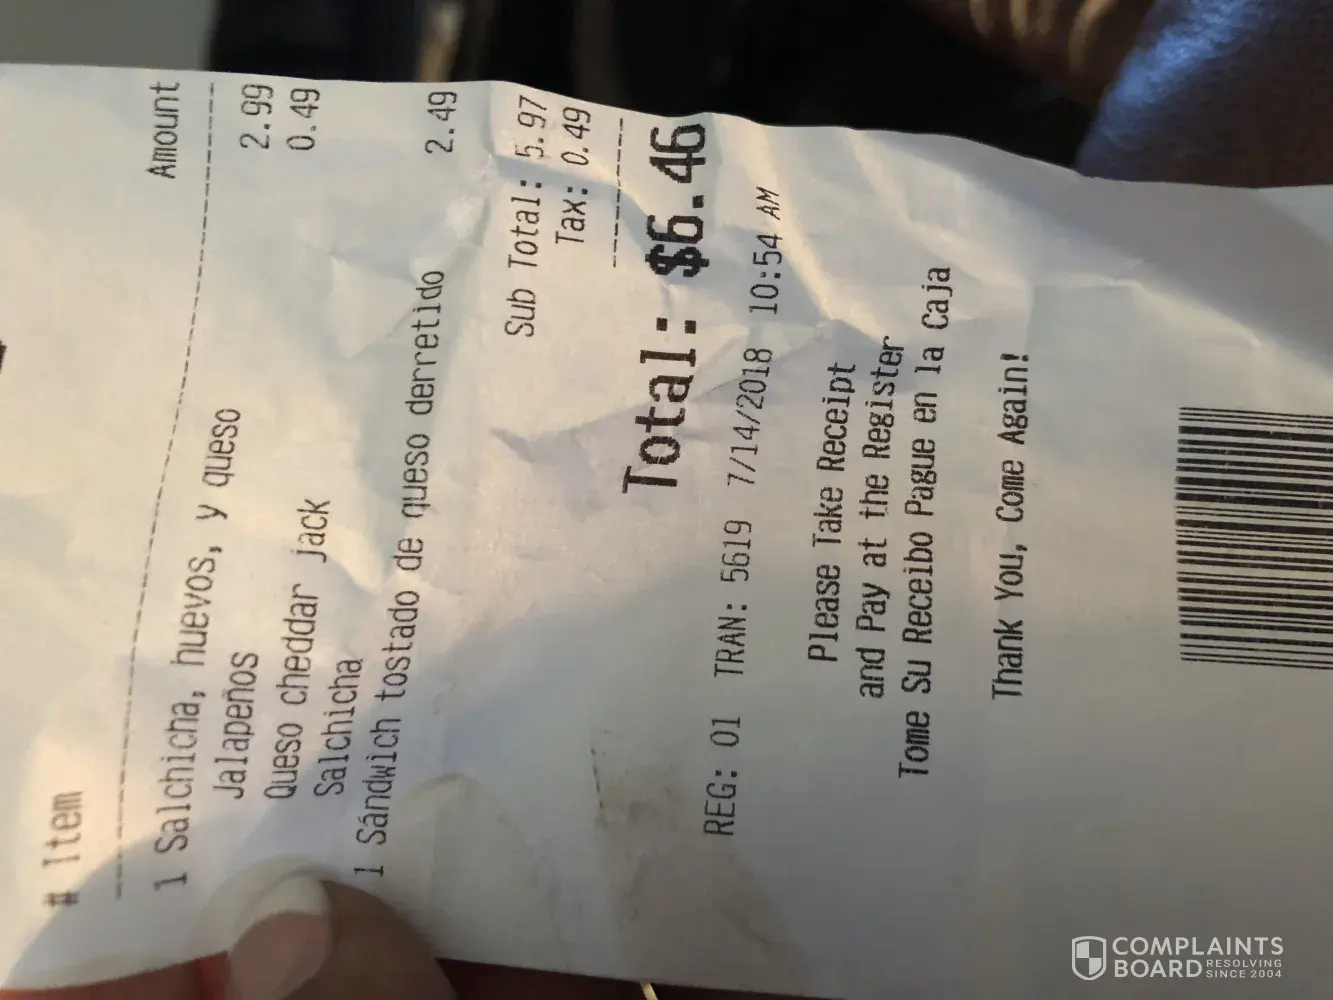 # Item Amount
1 Salchicha, huevos, y queso 2.99
Jalapeños 0.49
Queso cheddar jack
Salchicha
1 Sándwich tostado de queso derretido 2.49
Sub Total: 5.97
Tax: 0.49
Total: $6.46
REG: 01 TRAN: 5619 7/14/2018 10:54 AM
Please Take Receipt
and Pay at the Register
Tome Su Receibo Pague en la Caja
Thank You, Come Again!
COMPLAINTS
BOARD RESOLVING
SINCE 2004